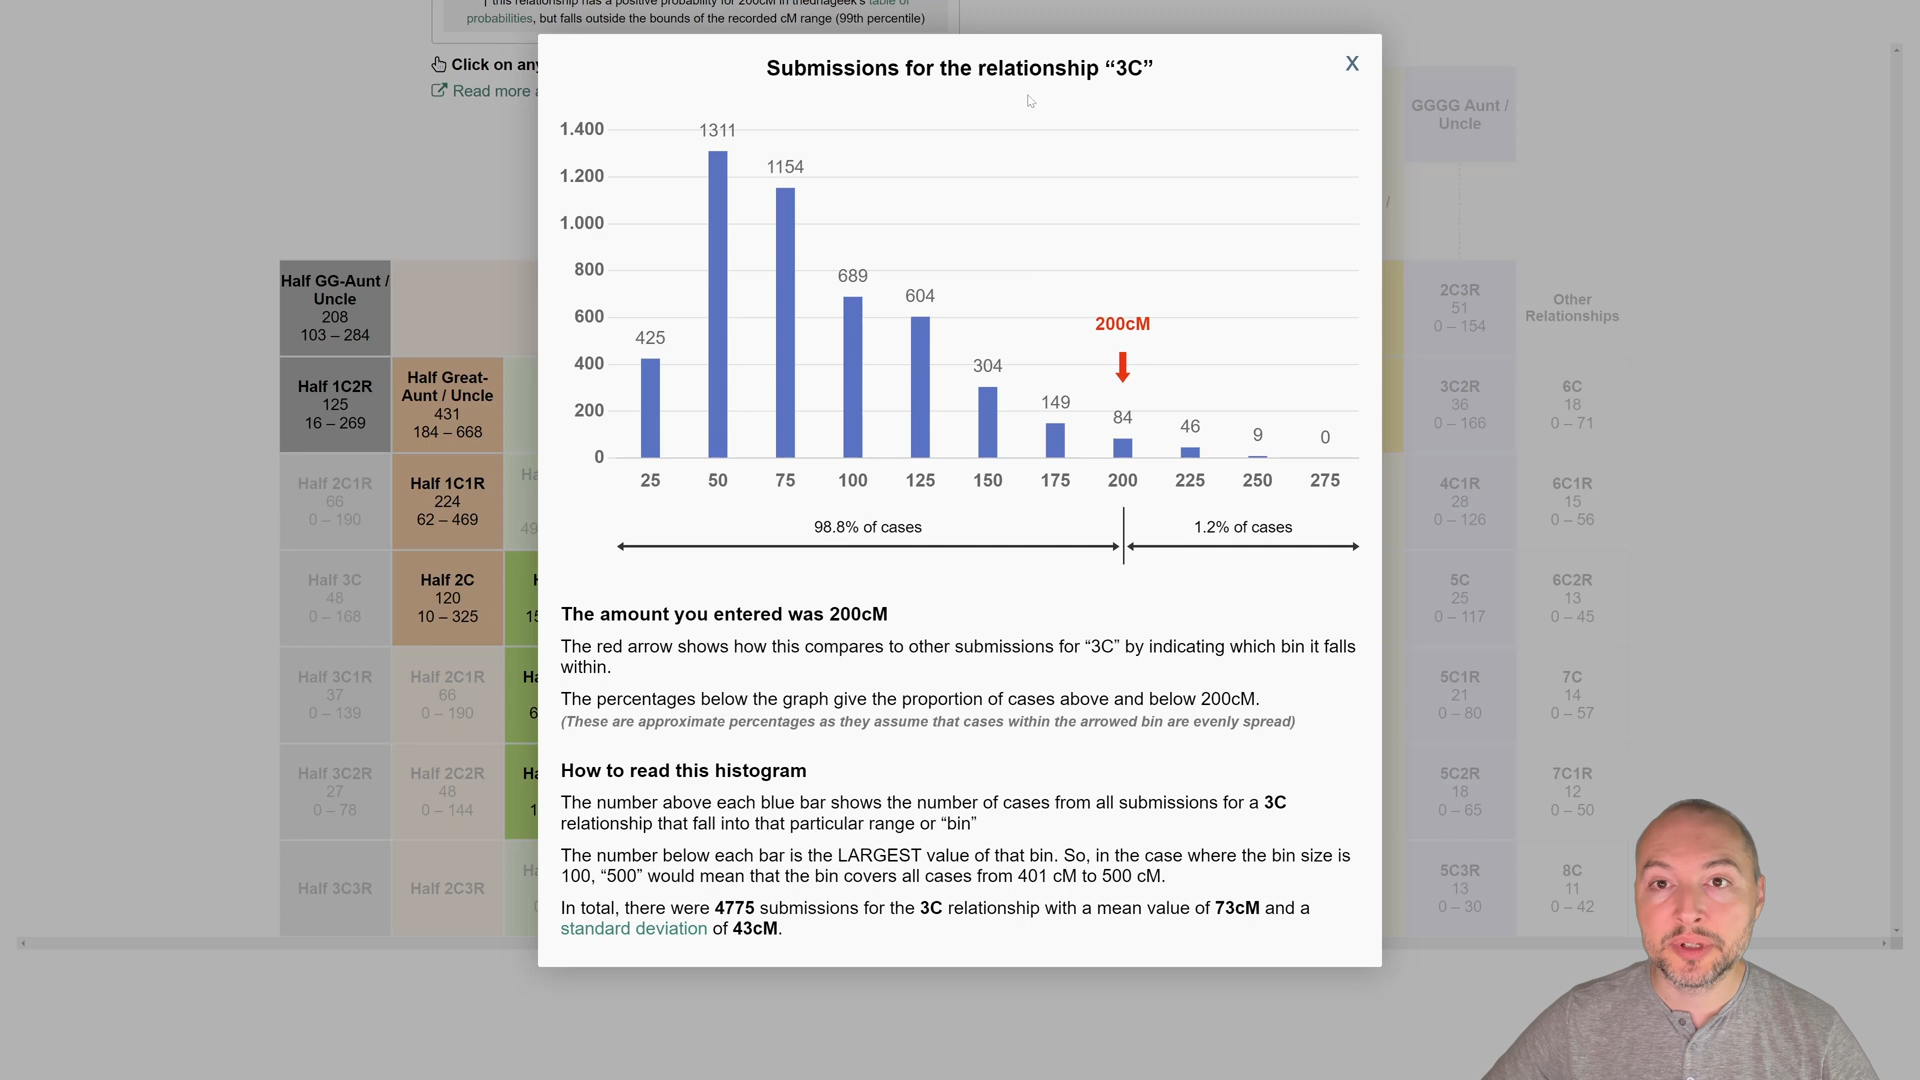 this relationship has a positive probability for 200cM in thednageek's table of
probabilities, but falls outside the bounds of the recorded cM range (99th percentile)
Click on any
Read more a
Submissions for the relationship “3C”
X
1.400
1.200
1.000
800
600
400
200
0
425
1311
1154
689
604
304
149
84
46
9
0
200cM
25
50
75
100
125
150
175
200
225
250
275
98.8% of cases
1.2% of cases
The amount you entered was 200cM
The red arrow shows how this compares to other submissions for “3C” by indicating which bin it falls
within.
The percentages below the graph give the proportion of cases above and below 200cM.
(These are approximate percentages as they assume that cases within the arrowed bin are evenly spread)
How to read this histogram
The number above each blue bar shows the number of cases from all submissions for a 3C
relationship that fall into that particular range or “bin”
The number below each bar is the LARGEST value of that bin. So, in the case where the bin size is
100, “500” would mean that the bin covers all cases from 401 cM to 500 cM.
In total, there were 4775 submissions for the 3C relationship with a mean value of 73cM and a
standard deviation of 43cM.
Half GG-Aunt /
Uncle
208
103 – 284
Half 1C2R
125
16 – 269
Half 2C1R
66
0 – 190
Half 3C
48
0 – 168
Half 3C1R
37
0 – 139
Half 3C2R
27
0 – 78
Half 3C3R
Half Great-
Aunt / Uncle
431
184 – 668
Half 1C1R
224
62 – 469
Half 2C
120
10 – 325
Half 2C1R
66
0 – 190
Half 2C2R
48
0 – 144
Half 2C3R
Ha
49
H
15
Ha
6
Ha
1
Ha
0
/
GGGG Aunt /
Uncle
2C3R
51
0 – 154
3C2R
36
0 – 166
4C1R
28
0 – 126
5C
25
0 – 117
5C1R
21
0 – 80
5C2R
18
0 – 65
5C3R
13
0 – 30
Other
Relationships
6C
18
0 – 71
6C1R
15
0 – 56
6C2R
13
0 – 45
7C
14
0 – 57
7C1R
12
0 – 50
8C
11
0 – 42